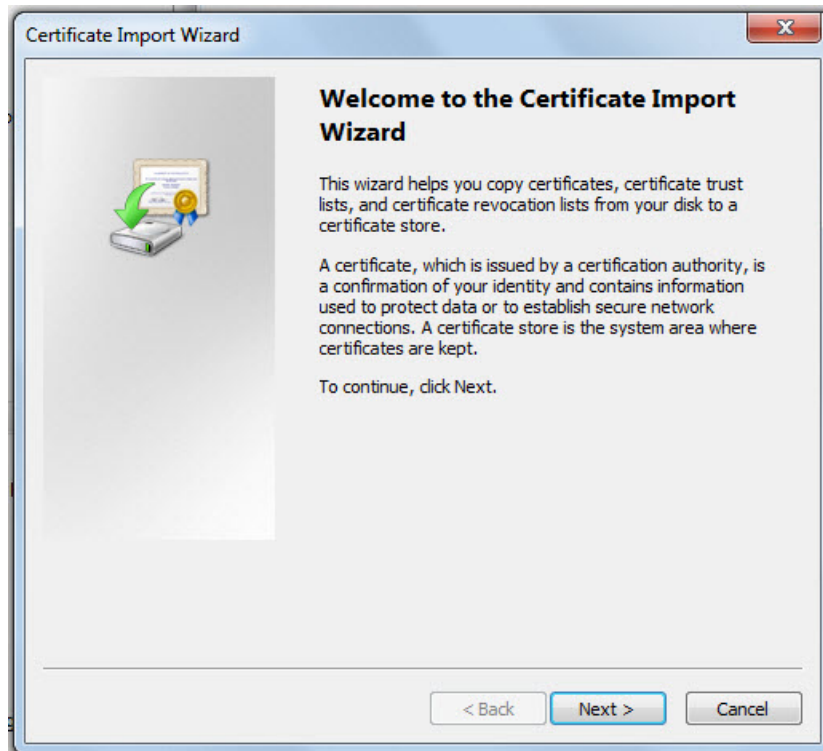 Certificate Import Wizard
Welcome to the Certificate Import
Wizard
This wizard helps you copy certificates, certificate trust
lists, and certificate revocation lists from your disk to a
certificate store.
A certificate, which is issued by a certification authority, is
a confirmation of your identity and contains information
used to protect data or to establish secure network
connections. A certificate store is the system area where
certificates are kept.
To continue, click Next.
< Back
Next >
Cancel